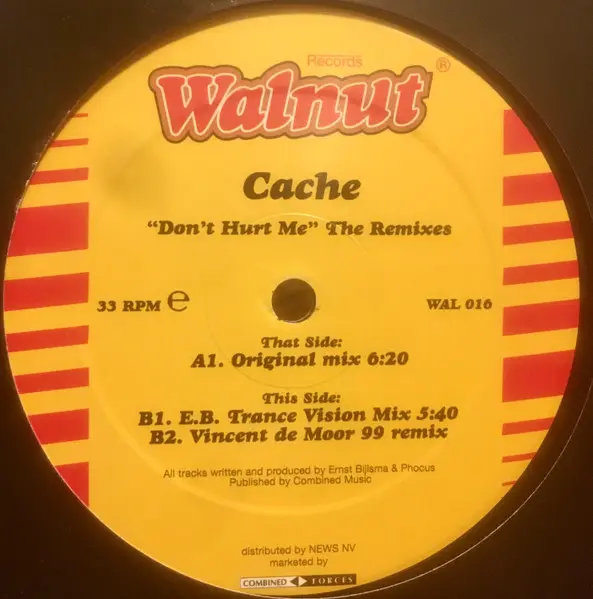 Records
Walnut ®
Cache
"Don't Hurt Me" The Remixes
33 RPM e WAL 016
That Side:
A1. Original mix 6:20
This Side:
B1. E.B. Trance Vision Mix 5:40
B2. Vincent de Moor 99 remix
All tracks written and produced by Ernst Bijlsma & Phocus
Published by Combined Music
distributed by NEWS NV
marketed by
COMBINED FORCES